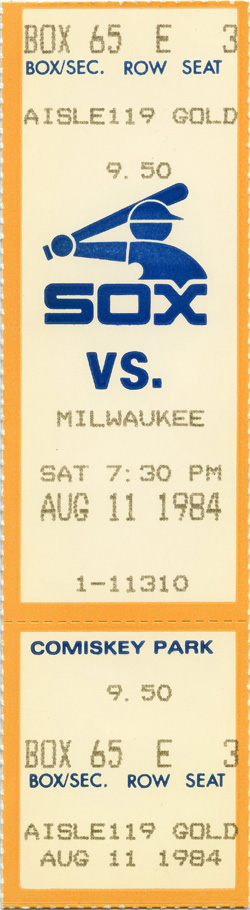 BOX 65 E 3
BOX/SEC. ROW SEAT
AISLE119 GOLD
9.50
SOX
VS.
MILWAUKEE
SAT 7:30 PM
AUG 11 1984
1-11310
COMISKEY PARK
9.50
BOX 65 E 3
BOX/SEC. ROW SEAT
AISLE119 GOLD
AUG 11 1984